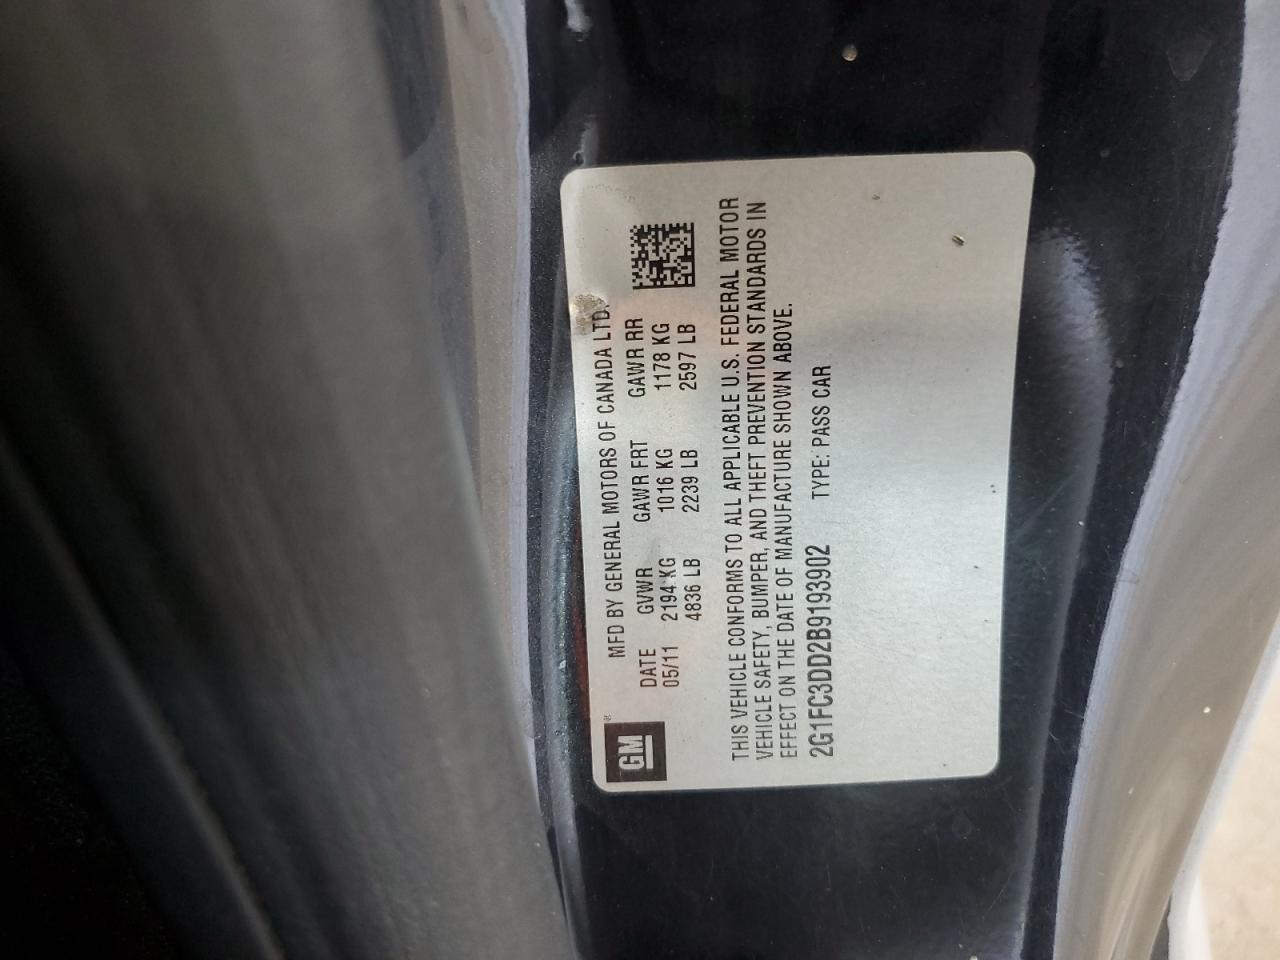 GM
MFD BY GENERAL MOTORS OF CANADA LTD.
DATE GVWR GAWR FRT GAWR RR
05/11 2194 KG 1016 KG 1178 KG
4836 LB 2239 LB 2597 LB
THIS VEHICLE CONFORMS TO ALL APPLICABLE U.S. FEDERAL MOTOR
VEHICLE SAFETY, BUMPER, AND THEFT PREVENTION STANDARDS IN
EFFECT ON THE DATE OF MANUFACTURE SHOWN ABOVE.
2G1FC3DD2B9193902 TYPE: PASS CAR